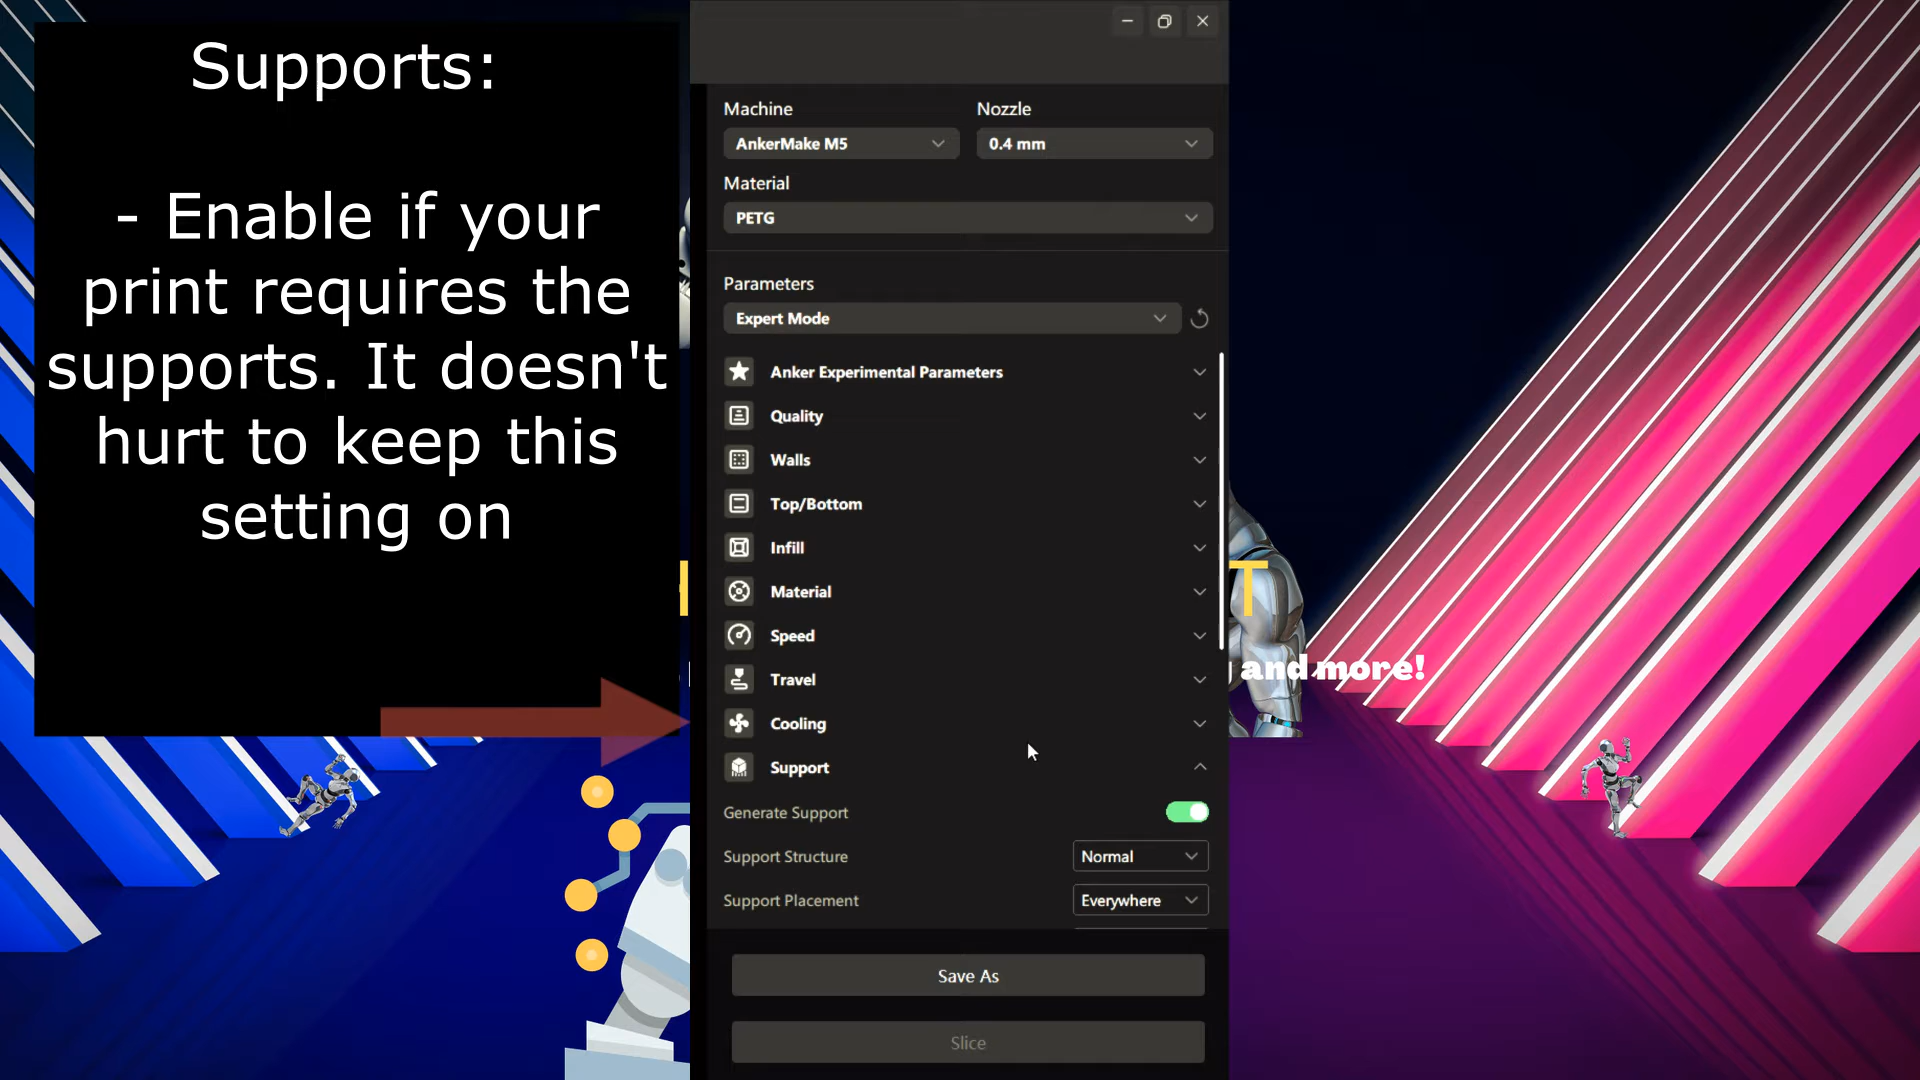 Supports:
- Enable if your
print requires the
supports. It doesn't
hurt to keep this
setting on
Machine
Nozzle
AnkerMake M5
0.4 mm
Material
PETG
Parameters
Expert Mode
Anker Experimental Parameters
Quality
Walls
Top/Bottom
Infill
Material
Speed
Travel
Cooling
Support
Generate Support
Support Structure
Normal
Support Placement
Everywhere
Save As
Slice
T
and more!